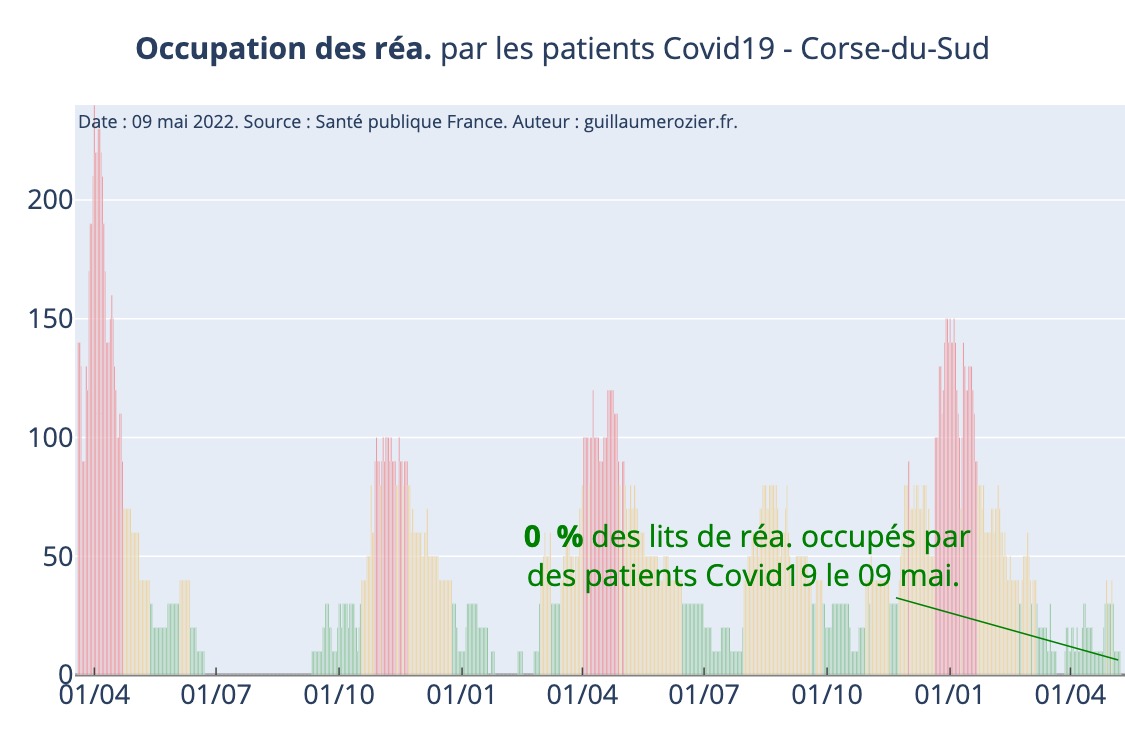 Occupation des réa. par les patients Covid19 - Corse-du-Sud
Date : 09 mai 2022. Source : Santé publique France. Auteur : guillaumerozier.fr.
200
150
100
50
0
0 % des lits de réa. occupés par
des patients Covid19 le 09 mai.
01/04 01/07 01/10 01/01 01/04 01/07 01/10 01/01 01/04